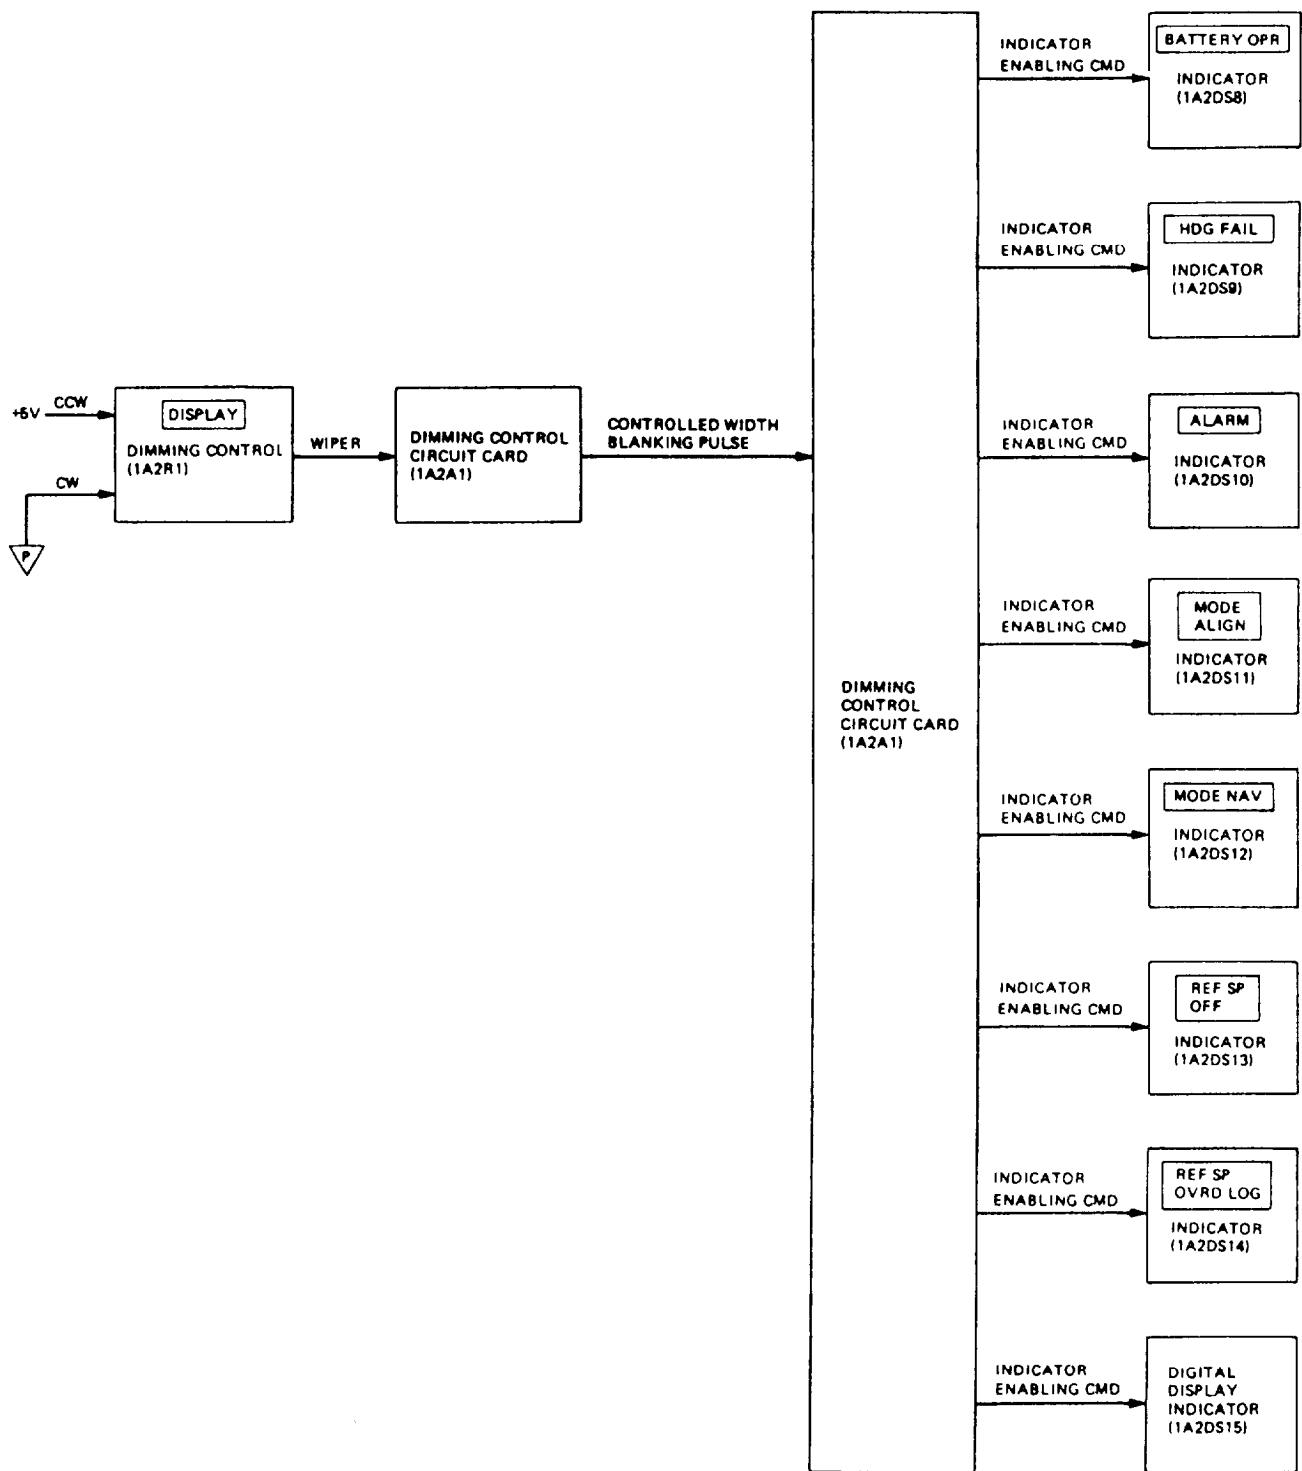 INDICATOR
ENABLING CMD
BATTERY OPR
INDICATOR
(1A2DS8)
INDICATOR
ENABLING CMD
HDG FAIL
INDICATOR
(1A2DS9)
+5V
CCW
CW
P
DISPLAY
DIMMING CONTROL
(1A2R1)
WIPER
DIMMING CONTROL
CIRCUIT CARD
(1A2A1)
CONTROLLED WIDTH
BLANKING PULSE
INDICATOR
ENABLING CMD
ALARM
INDICATOR
(1A2DS10)
INDICATOR
ENABLING CMD
MODE
ALIGN
INDICATOR
(1A2DS11)
DIMMING
CONTROL
CIRCUIT CARD
(1A2A1)
INDICATOR
ENABLING CMD
MODE NAV
INDICATOR
(1A2DS12)
INDICATOR
ENABLING CMD
REF SP
OFF
INDICATOR
(1A2DS13)
INDICATOR
ENABLING CMD
REF SP
OVRD LOG
INDICATOR
(1A2DS14)
INDICATOR
ENABLING CMD
DIGITAL
DISPLAY
INDICATOR
(1A2DS15)